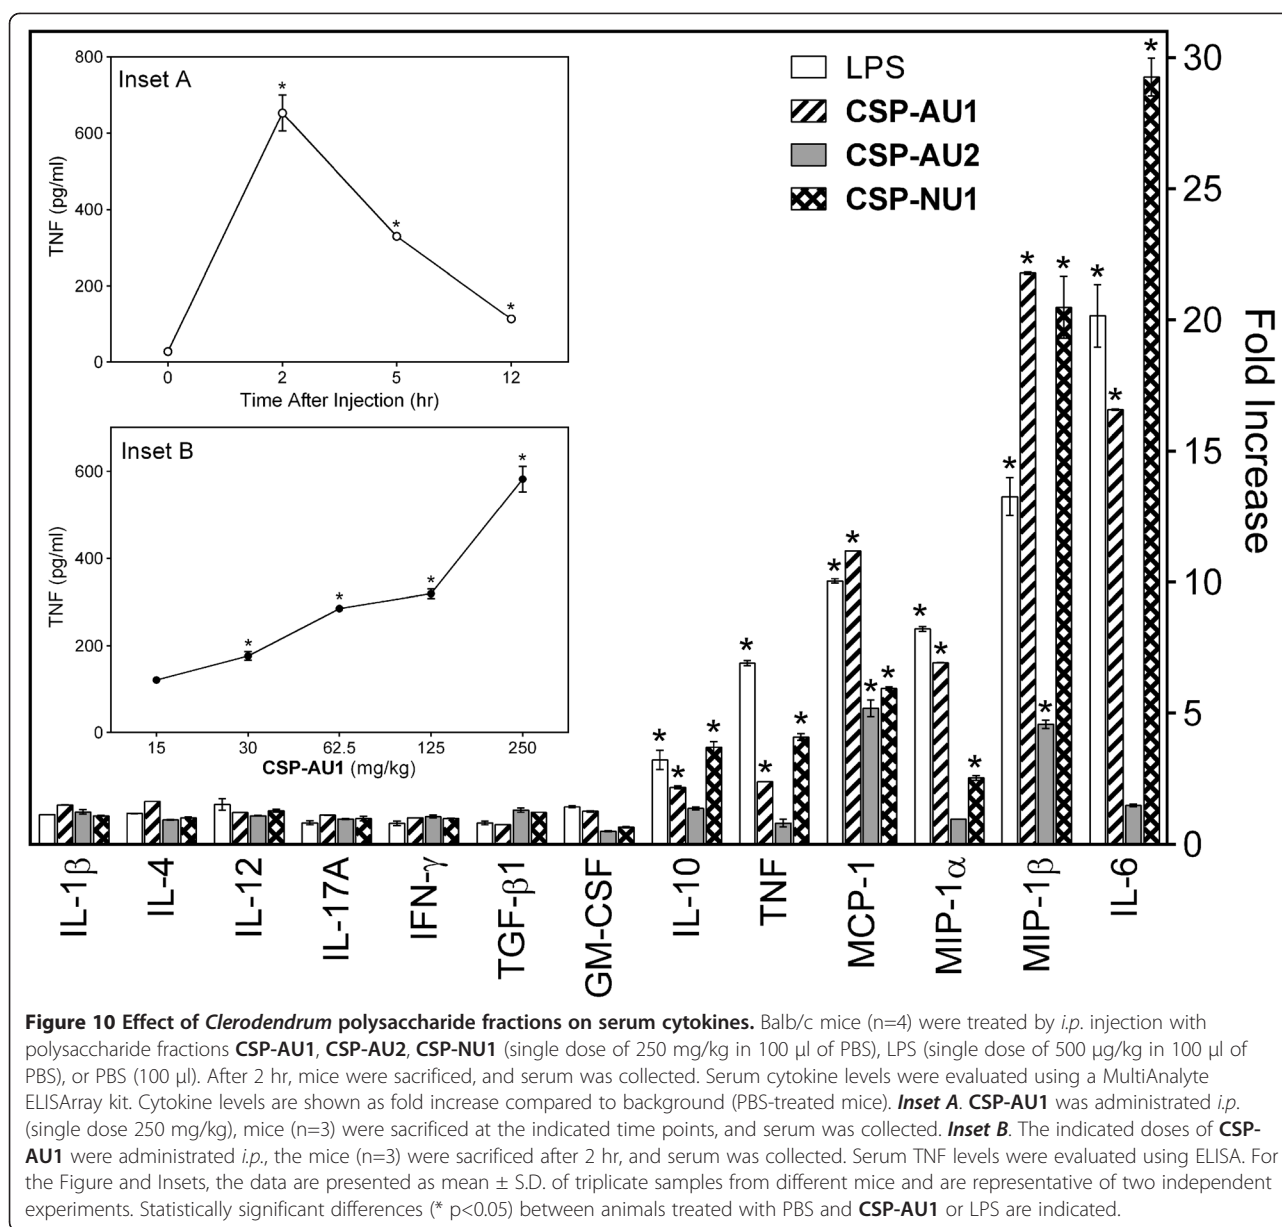 Inset A
800
600
400
200
0
TNF (pg/ml)
*
*
*
0 2 5 12
Time After Injection (hr)
Inset B
600
400
200
0
TNF (pg/ml)
*
*
*
*
15 30 62.5 125 250
CSP-AU1 (mg/kg)
LPS
CSP-AU1
CSP-AU2
CSP-NU1
* * *
* * *
* * * *
* * *
* * * *
* * *
30
25
20
15
10
5
0
Fold Increase
IL-1β
IL-4
IL-12
IL-17A
IFN-γ
TGF-β1
GM-CSF
IL-10
TNF
MCP-1
MIP-1α
MIP-1β
IL-6
Figure 10 Effect of Clerodendrum polysaccharide fractions on serum cytokines. Balb/c mice (n=4) were treated by i.p. injection with
polysaccharide fractions CSP-AU1, CSP-AU2, CSP-NU1 (single dose of 250 mg/kg in 100 μl of PBS), LPS (single dose of 500 μg/kg in 100 μl of
PBS), or PBS (100 μl). After 2 hr, mice were sacrificed, and serum was collected. Serum cytokine levels were evaluated using a MultiAnalyte
ELISArray kit. Cytokine levels are shown as fold increase compared to background (PBS-treated mice). Inset A. CSP-AU1 was administrated i.p.
(single dose 250 mg/kg), mice (n=3) were sacrificed at the indicated time points, and serum was collected. Inset B. The indicated doses of CSP-
AU1 were administrated i.p., the mice (n=3) were sacrificed after 2 hr, and serum was collected. Serum TNF levels were evaluated using ELISA. For
the Figure and Insets, the data are presented as mean ± S.D. of triplicate samples from different mice and are representative of two independent
experiments. Statistically significant differences (* p<0.05) between animals treated with PBS and CSP-AU1 or LPS are indicated.